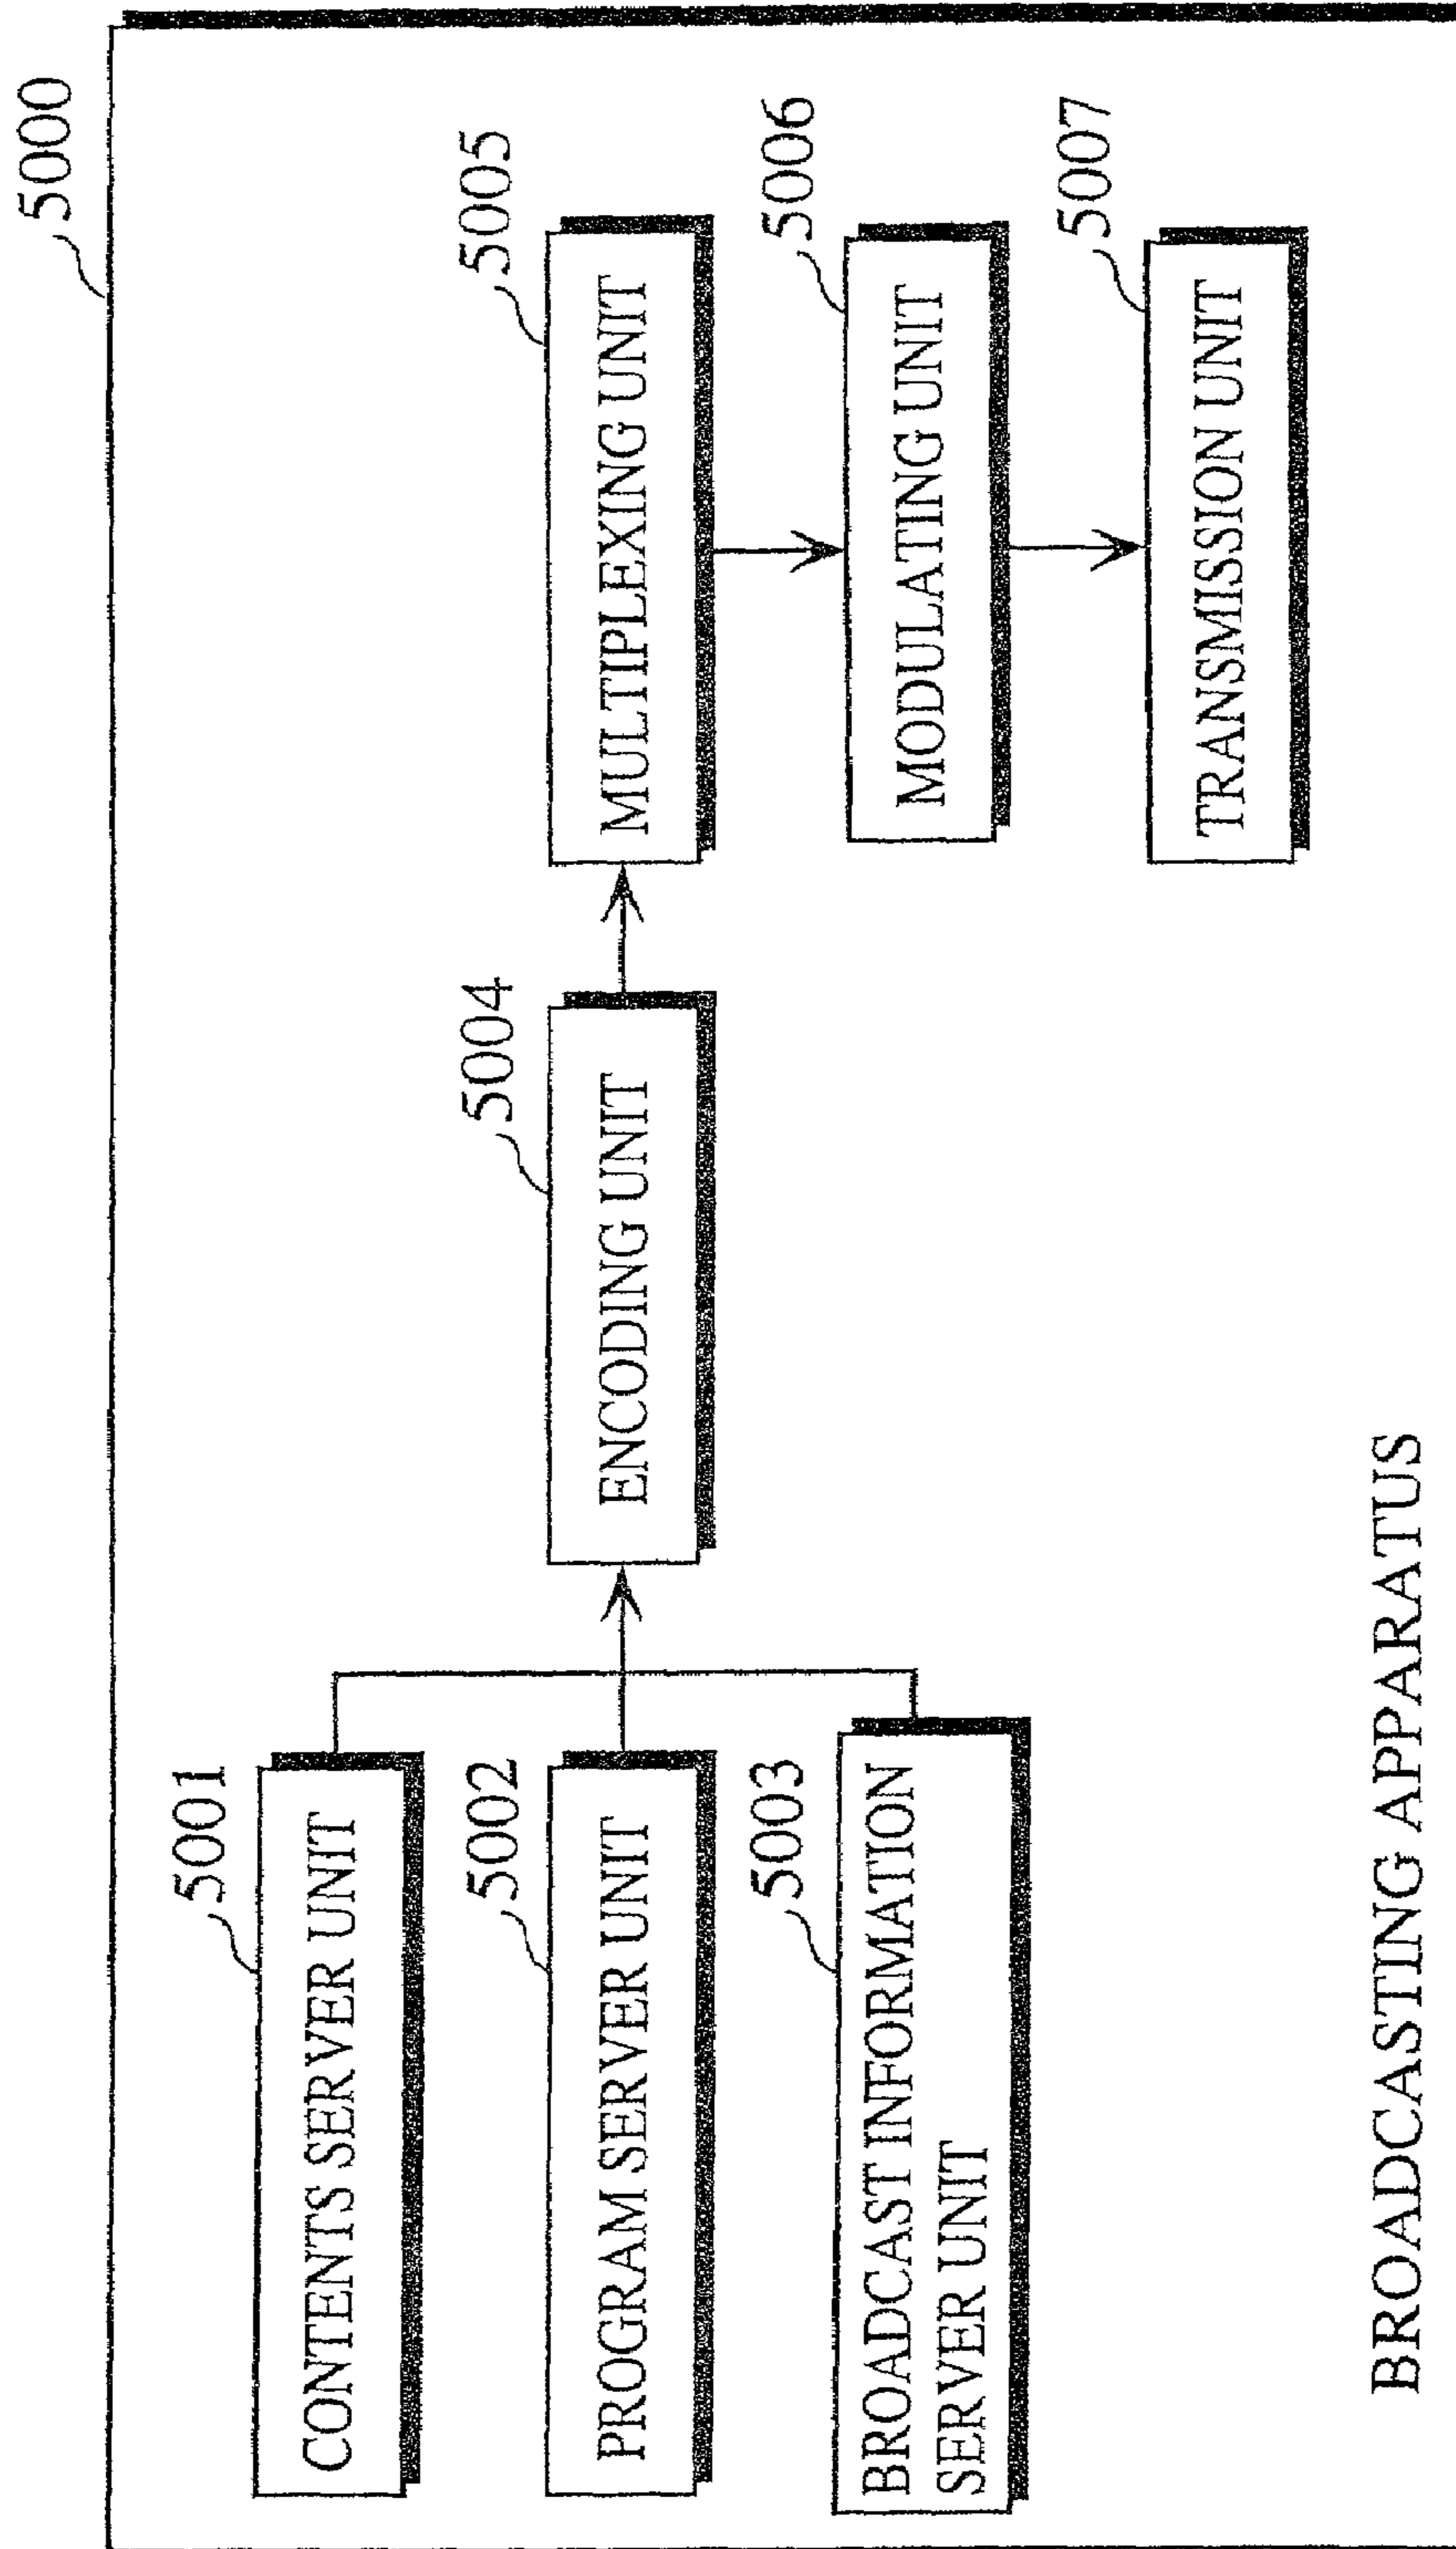 5000
5001
CONTENTS SERVER UNIT
5002
PROGRAM SERVER UNIT
5003
BROADCAST INFORMATION
SERVER UNIT
5004
ENCODING UNIT
5005
MULTIPLEXING UNIT
5006
MODULATING UNIT
5007
TRANSMISSION UNIT
BROADCASTING APPARATUS